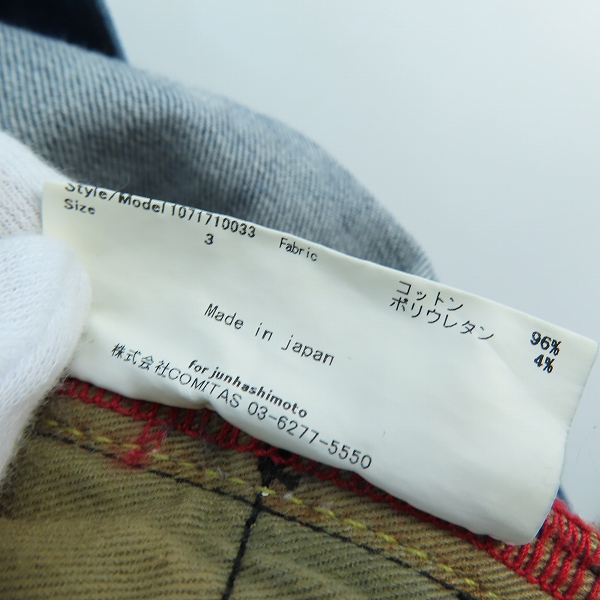 Style/Model 1071710033
Size 3 Fabric
コットン 96%
ポリウレタン 4%
Made in japan
for junhashimoto
株式会社COMITAS 03-6277-5550